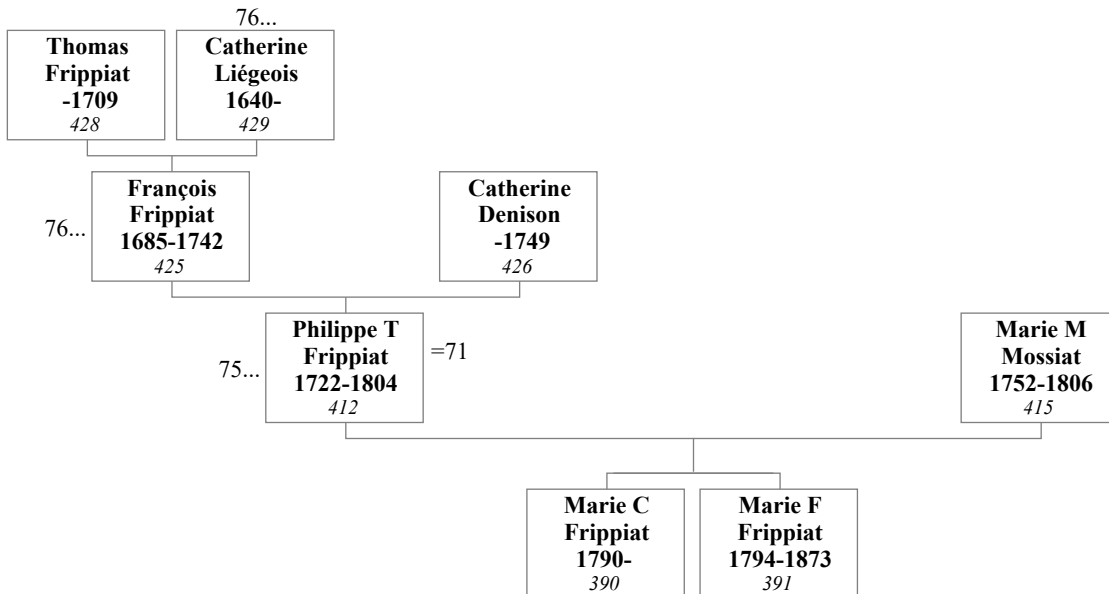 76...
Thomas
Frippiat
-1709
428
Catherine
Liégeois
1640-
429
76...
François
Frippiat
1685-1742
425
Catherine
Denison
-1749
426
75...
Philippe T
Frippiat
1722-1804
412
=71
Marie M
Mossiat
1752-1806
415
Marie C
Frippiat
1790-
390
Marie F
Frippiat
1794-1873
391